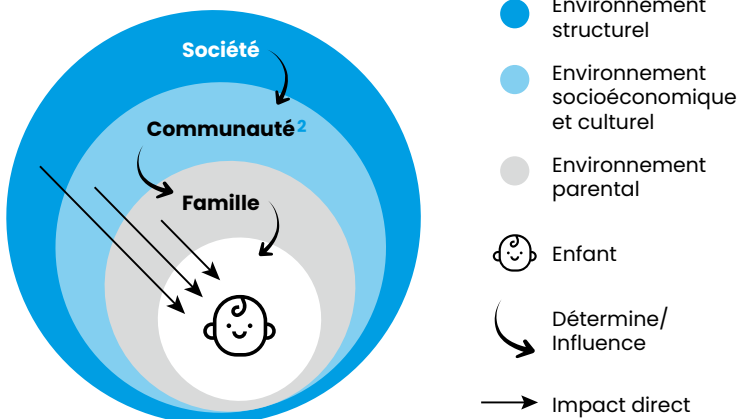 Société
Communauté²
Famille
Environnement
structurel
Environnement
socioéconomique
et culturel
Environnement
parental
Enfant
Détermine/
Influence
Impact direct